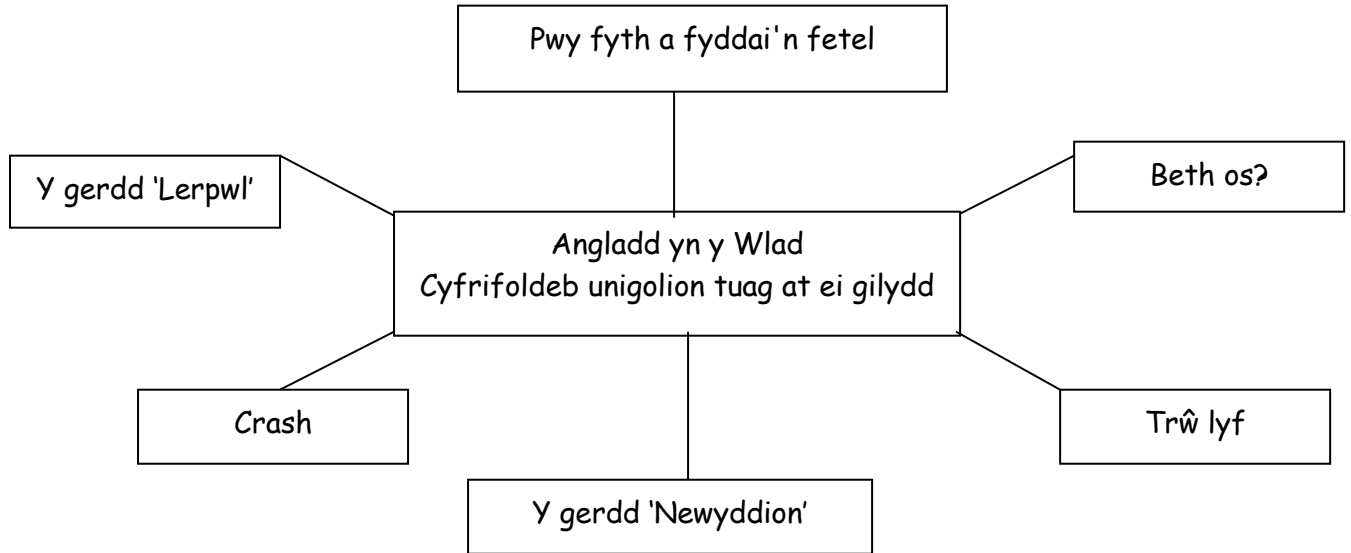 Pwy fyth a fyddai'n fetel
Y gerdd ‘Lerpwl’
Beth os?
Angladd yn y Wlad
Cyfrifoldeb unigolion tuag at ei gilydd
Crash
Trŵ lyf
Y gerdd ‘Newyddion’